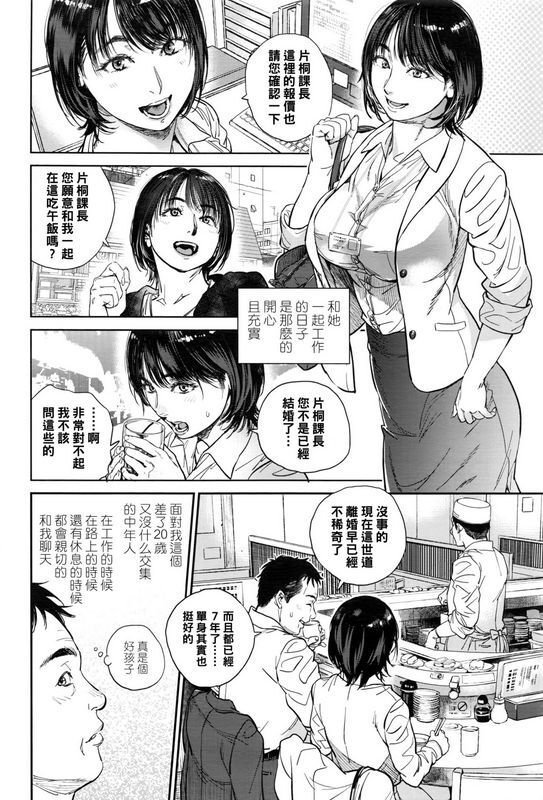 片桐課長
這裡的報價也
請您確認一下
片桐課長
您願意和我一起
在這吃午飯嗎？
和她
一起工作
的日子
是那麼的
開心
且充實
片桐課長
您不是已經
結婚了…
……啊
非常對不起
我不該
問這些的
沒事的
現在這世道
離婚早已經
不稀奇了
而且都已經
7年了……
單身其實也
挺好的
面對我這個
差了20歲
又沒什么交集
的中年人
在工作的時候
在路上的時候
還有休息的時候
都會親切的
和我聊天
真是個
好孩子